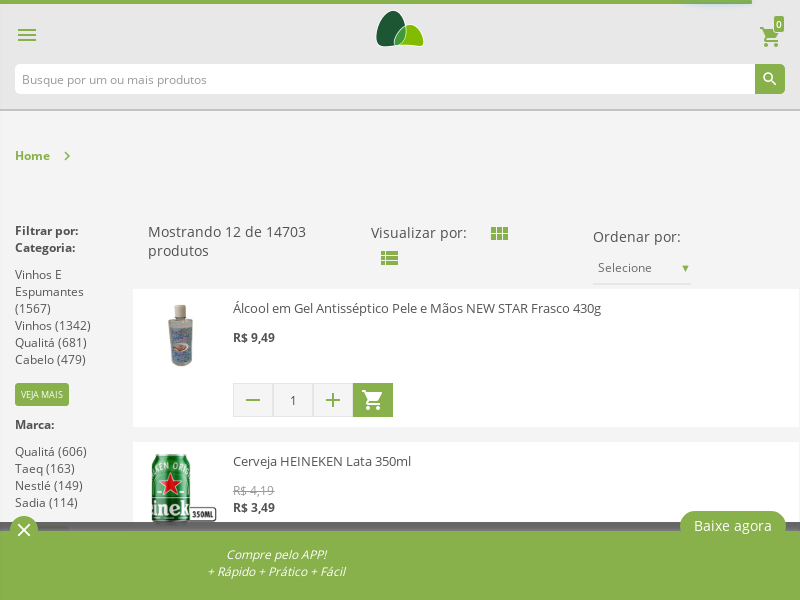 0
Busque por um ou mais produtos
Home
Filtrar por:
Categoria:
Vinhos E
Espumantes
(1567)
Vinhos (1342)
Qualitá (681)
Cabelo (479)
VEJA MAIS
Marca:
Qualitá (606)
Taeq (163)
Nestlé (149)
Sadia (114)
Mostrando 12 de 14703
produtos
Visualizar por:
Ordenar por:
Selecione
Álcool em Gel Antisséptico Pele e Mãos NEW STAR Frasco 430g
R$ 9,49
1
Cerveja HEINEKEN Lata 350ml
R$ 4,19
R$ 3,49
350ML
Baixe agora
Compre pelo APP!
+ Rápido + Prático + Fácil